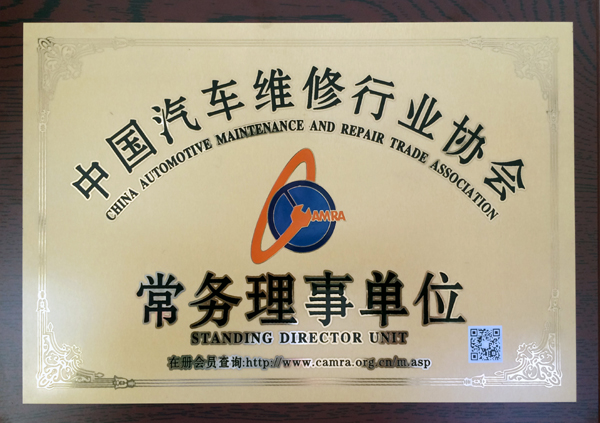 中国汽车维修行业协会
CHINA AUTOMOTIVE MAINTENANCE AND REPAIR TRADE ASSOCIATION
CAMRA
常务理事单位
STANDING DIRECTOR UNIT
在册会员查询:http://www.camra.org.cn/m.asp